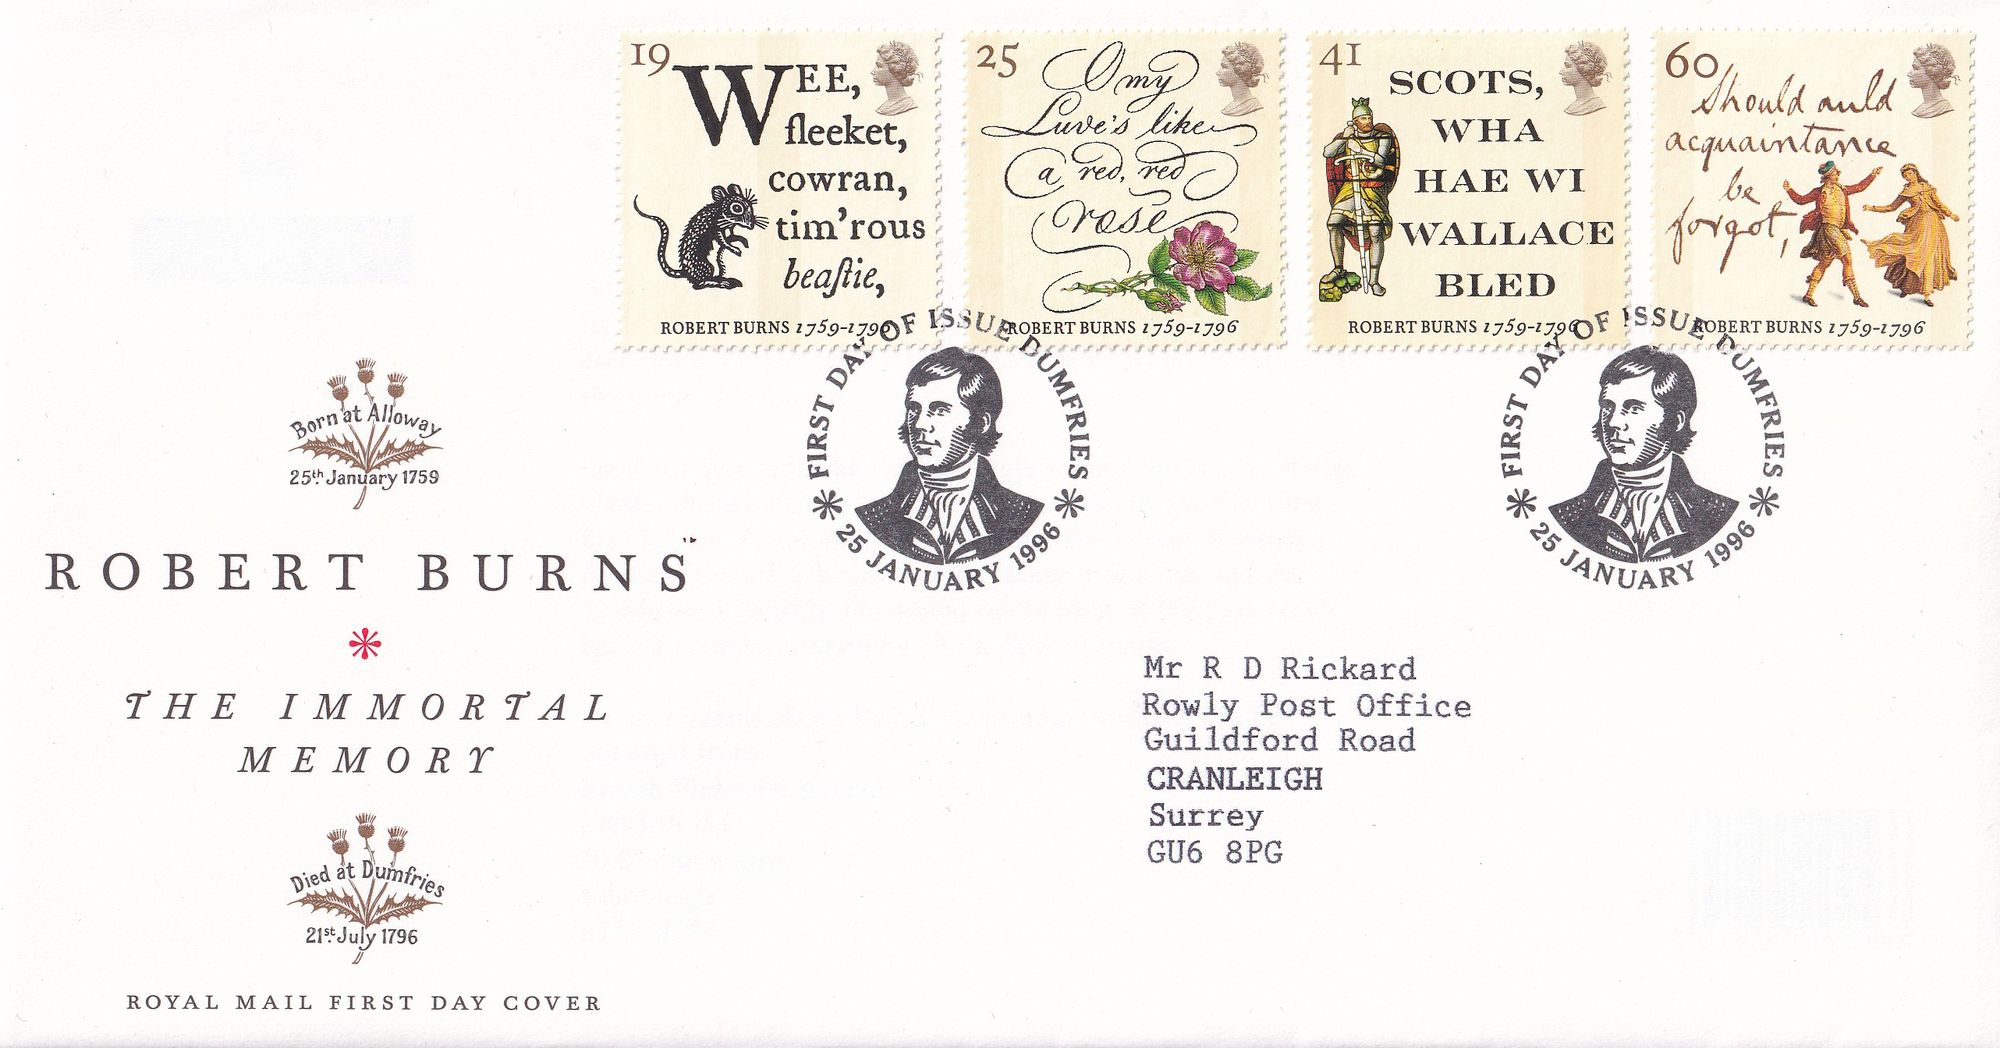 19
WEE,
fleeket,
cowran,
tim'rous
beaſtie,
ROBERT BURNS 1759-1796
25
O my
Luve's like
a red, red
rose
ROBERT BURNS 1759-1796
41
SCOTS,
WHA
HAE WI
WALLACE
BLED
ROBERT BURNS 1759-1796
60
Should auld
acquaintance
be
forgot,
ROBERT BURNS 1759-1796
FIRST DAY OF ISSUE DUMFRIES
* 25 JANUARY 1996 *
FIRST DAY OF ISSUE DUMFRIES
* 25 JANUARY 1996 *
Born at Alloway
25th. January 1759
ROBERT BURNS
*
THE IMMORTAL
MEMORY
Died at Dumfries
21st. July 1796
ROYAL MAIL FIRST DAY COVER
Mr R D Rickard
Rowly Post Office
Guildford Road
CRANLEIGH
Surrey
GU6 8PG